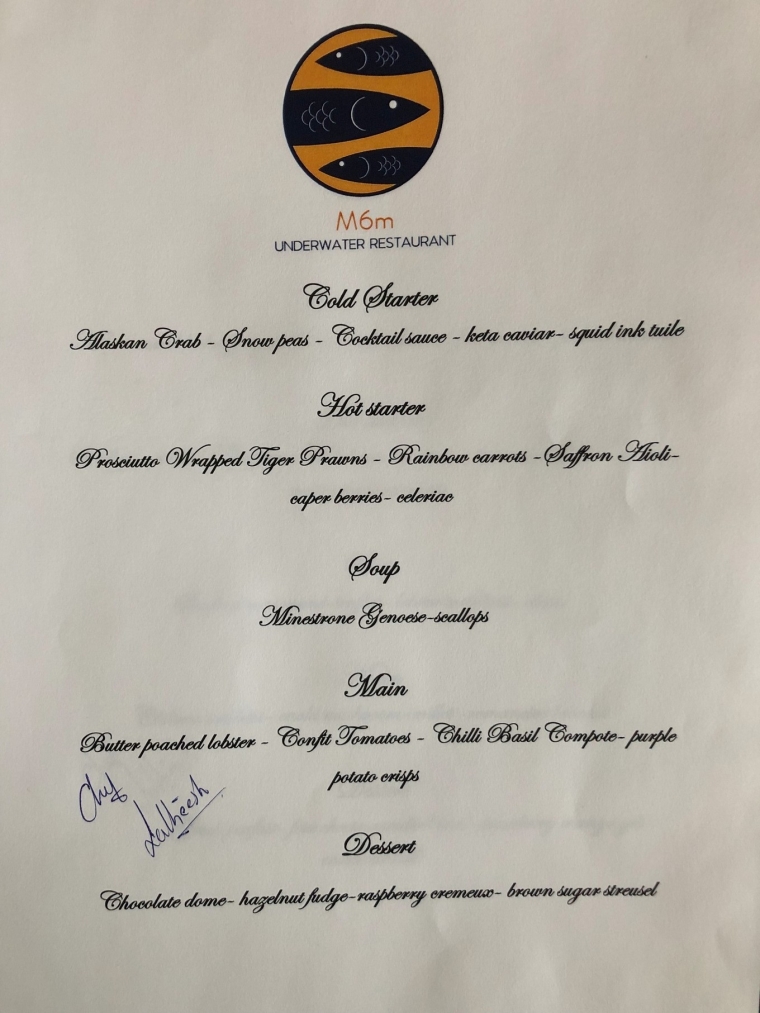 M6m
UNDERWATER RESTAURANT
Cold Starter
Alaskan Crab - Snow peas - Cocktail sauce - keta caviar- squid ink tuile
Hot starter
Prosciutto Wrapped Tiger Prawns - Rainbow carrots -Saffron Aioli-
caper berries- celeriac
Soup
Minestrone Genoese-scallops
Main
Butter poached lobster - Confit Tomatoes - Chilli Basil Compote- purple
potato crisps
Chef
Dessert
Chocolate dome- hazelnut fudge-raspberry cremeux- brown sugar streusel